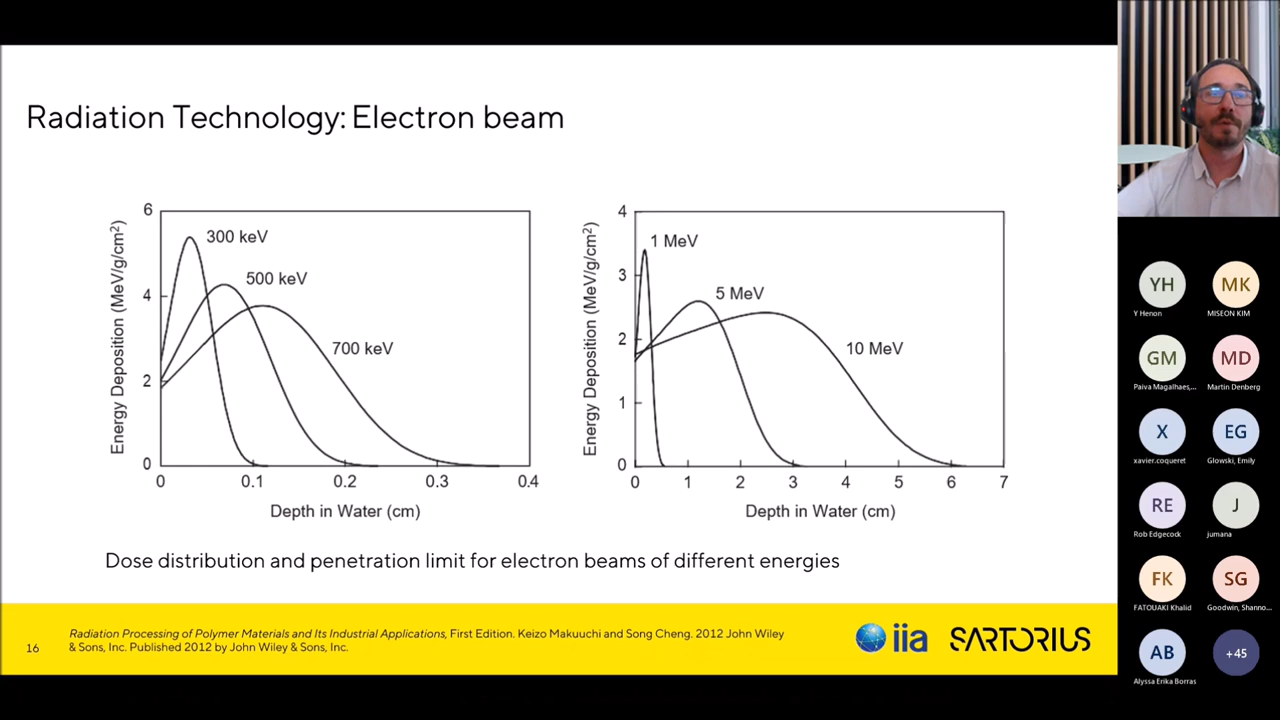 Radiation Technology: Electron beam
Energy Deposition (MeV/g/cm²)
6
4
2
0
300 keV
500 keV
700 keV
0
0.1
0.2
0.3
0.4
Depth in Water (cm)
Energy Deposition (MeV/g/cm²)
4
3
2
1
0
1 MeV
5 MeV
10 MeV
0
1
2
3
4
5
6
7
Depth in Water (cm)
Dose distribution and penetration limit for electron beams of different energies
16
Radiation Processing of Polymer Materials and Its Industrial Applications, First Edition. Keizo Makuuchi and Song Cheng. 2012 John Wiley
& Sons, Inc. Published 2012 by John Wiley & Sons, Inc.
iia
SARTORIUS
YH
Y Henon
MK
MISEON KIM
GM
Paiva Magalhaes,...
MD
Martin Denberg
X
xavier.coqueret
EG
Glowski, Emily
RE
Rob Edgecock
J
jumana
FK
FATOUAKI Khalid
SG
Goodwin, Shanno...
AB
Alyssa Erika Borras
+45